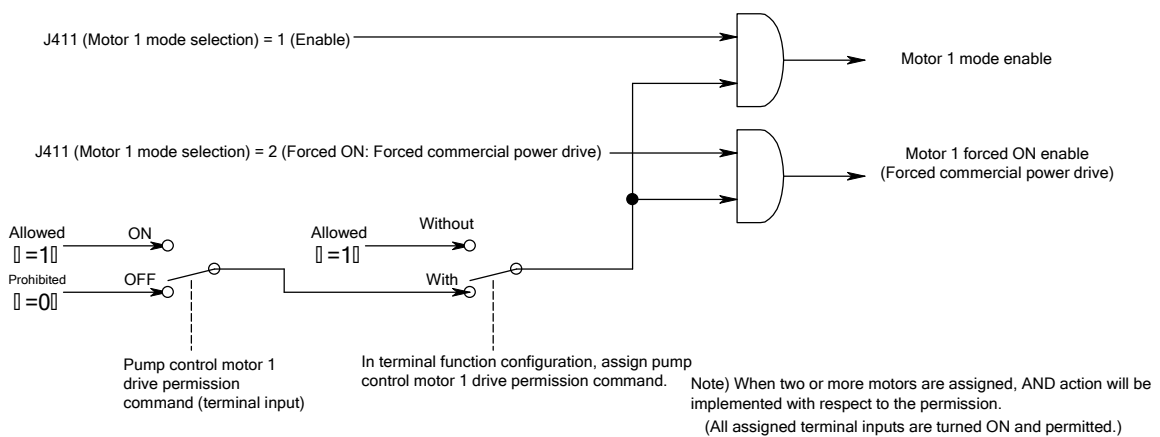 J411 (Motor 1 mode selection) = 1 (Enable)
Motor 1 mode enable
J411 (Motor 1 mode selection) = 2 (Forced ON: Forced commercial power drive)
Motor 1 forced ON enable
(Forced commercial power drive)
Allowed
ON
Allowed
Without
▯=1▯
▯=1▯
Prohibited
OFF
With
▯=0▯
Pump control motor 1
drive permission
command (terminal input)
In terminal function configuration, assign pump
control motor 1 drive permission command.
Note) When two or more motors are assigned, AND action will be
implemented with respect to the permission.
(All assigned terminal inputs are turned ON and permitted.)